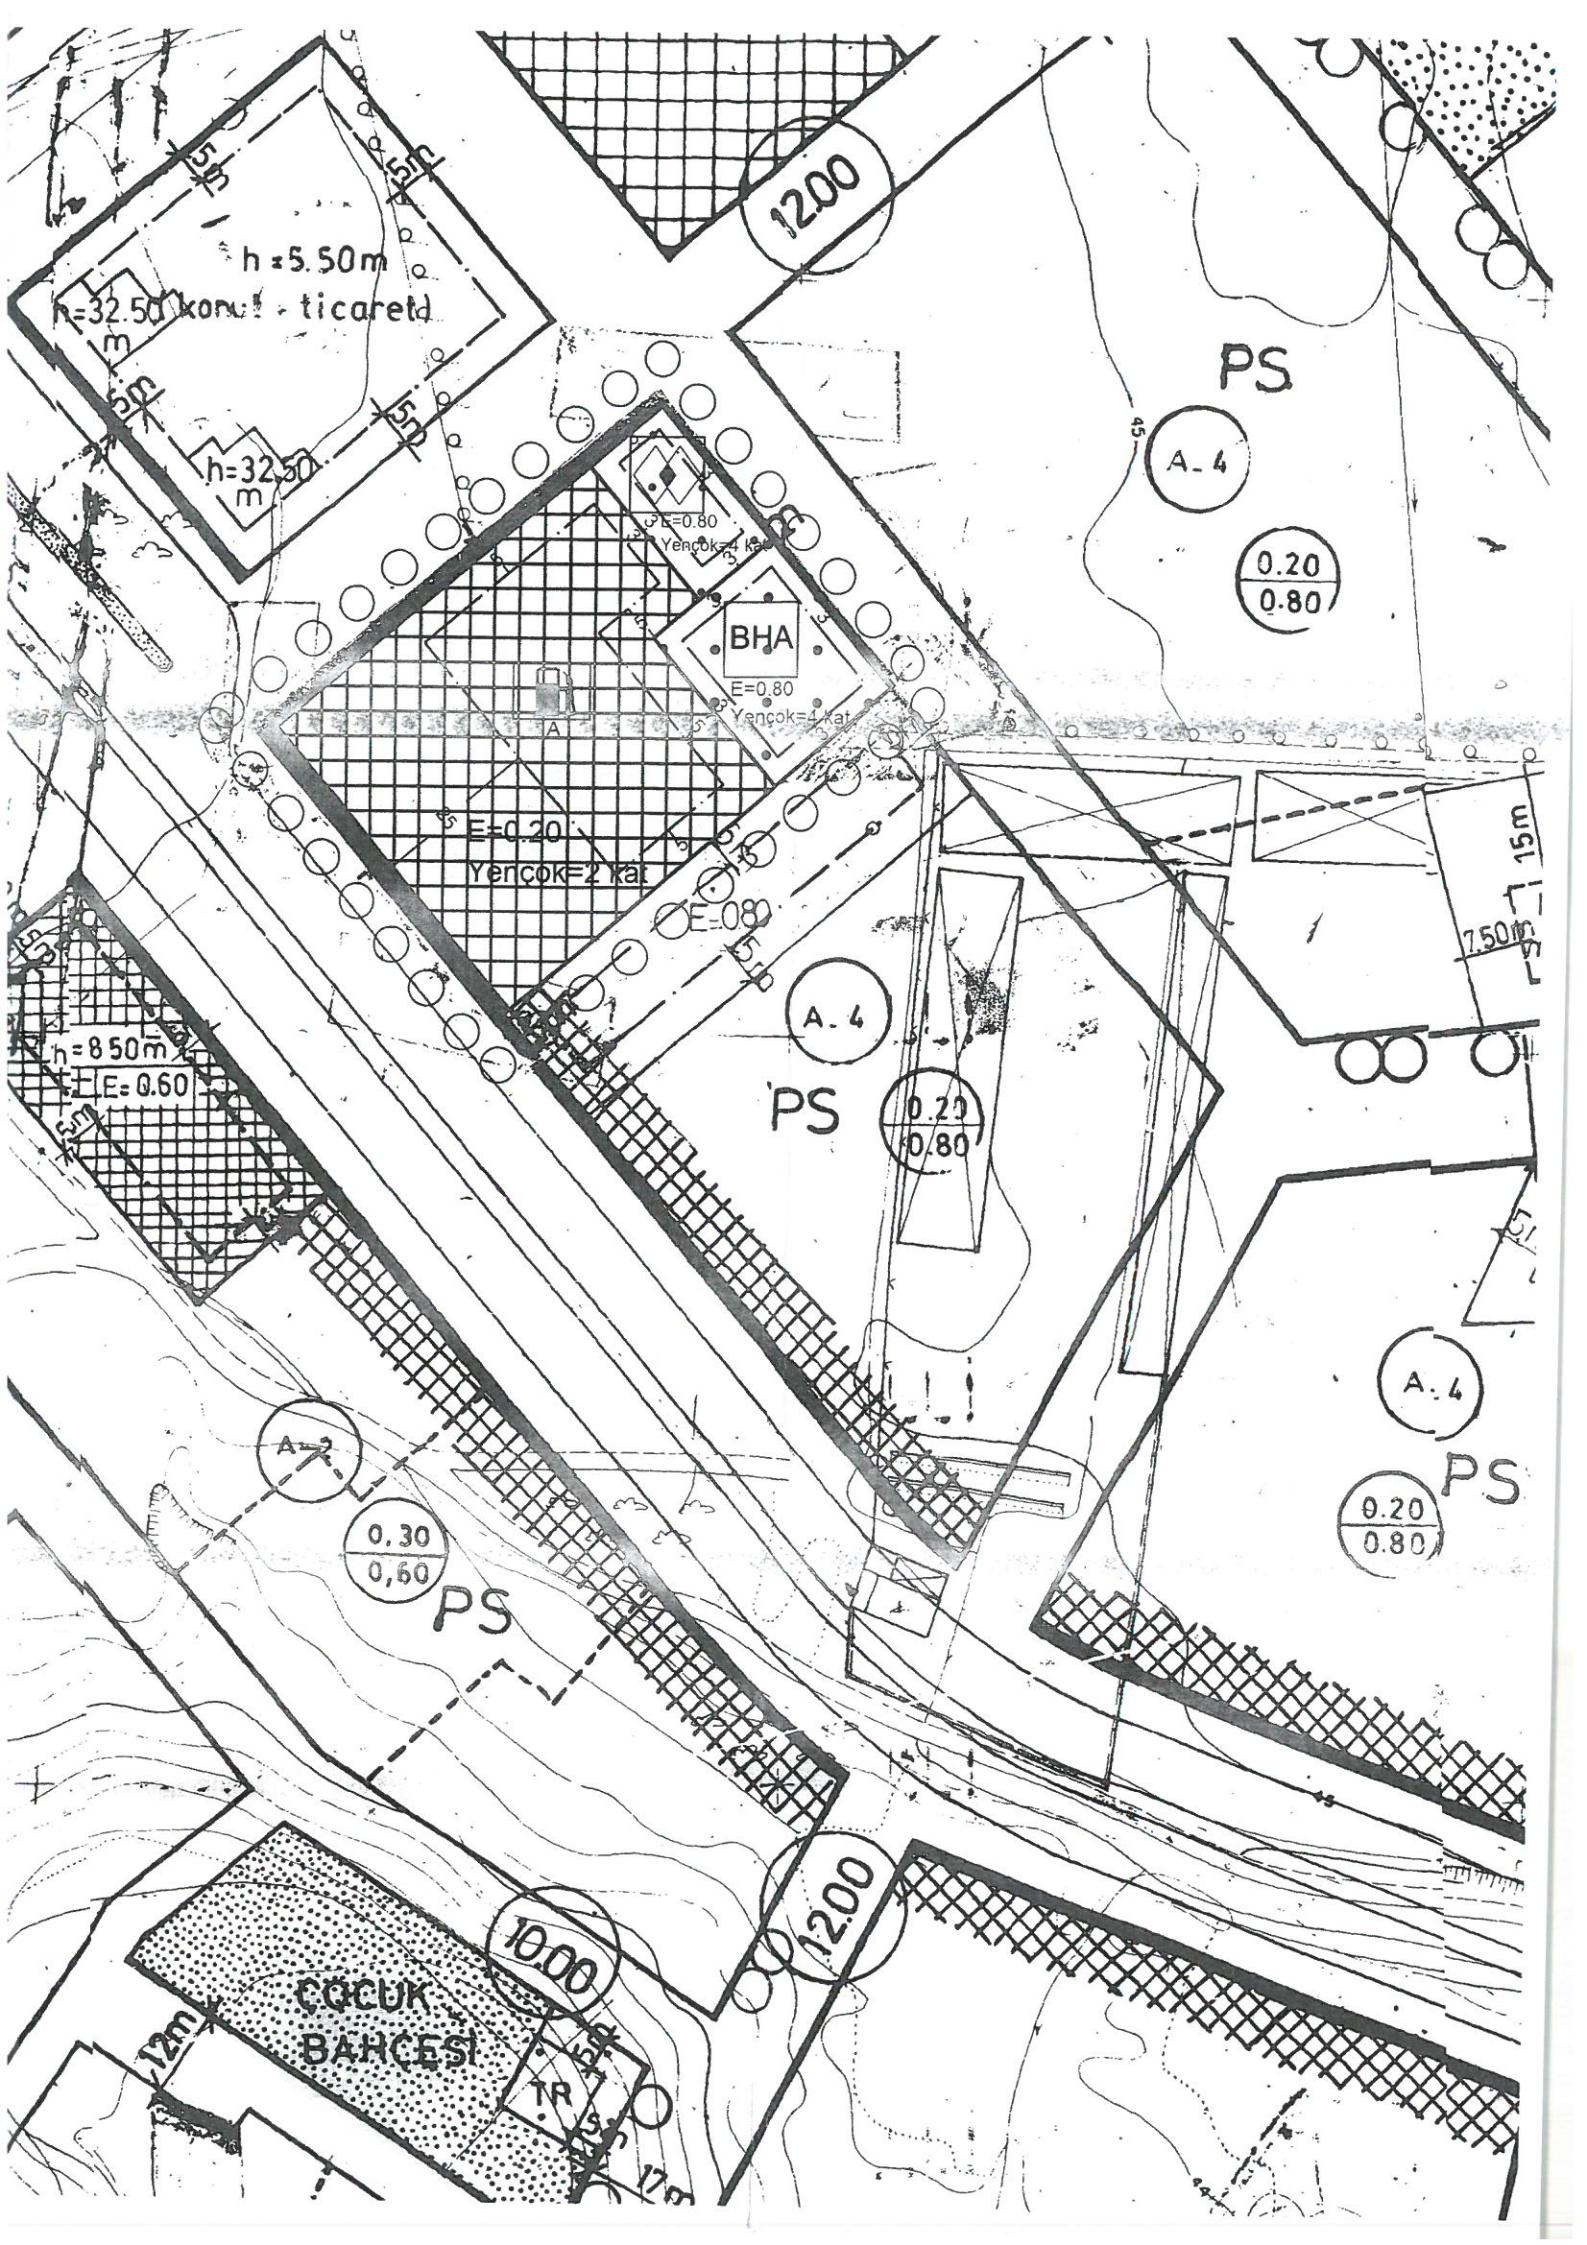 12.00
5m
5m
h=5.50m
h=32.50 konut - ticaret
m
5m
5m
h=32.50
m
PS
45
A-4
0.20
0.80
E=0.80
Yençok=4 kat
BHA
E=0.80
Yençok=4 kat
A
E=0.20
Yençok=2 kat
E=0.80
15m
7.50m
5m
A-4
PS
0.20
0.80
h=8.50m
E=0.60
5m
A-4
PS
0.20
0.80
A-2
0.30
0,60
PS
12.00
10.00
ÇOCUK
BAHÇESİ
12m
TR
17m